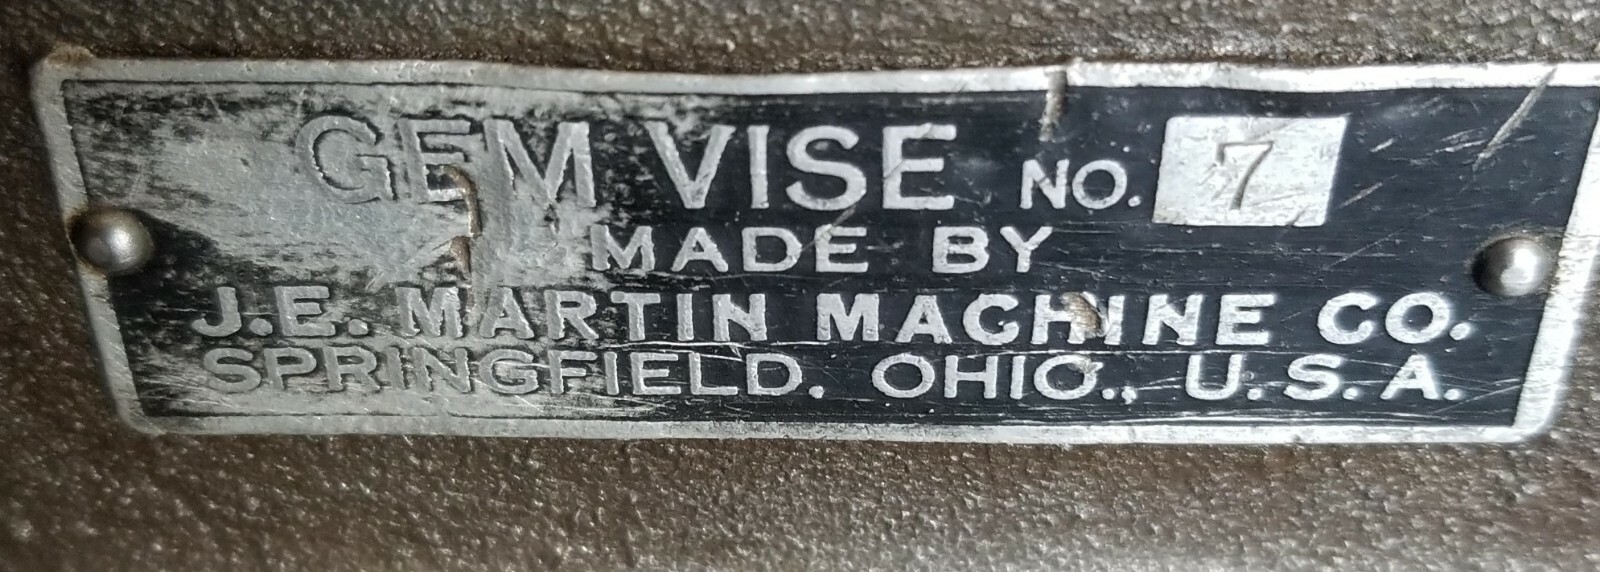 GEM VISE NO. 7
MADE BY
J.E. MARTIN MACHINE CO.
SPRINGFIELD, OHIO., U.S.A.